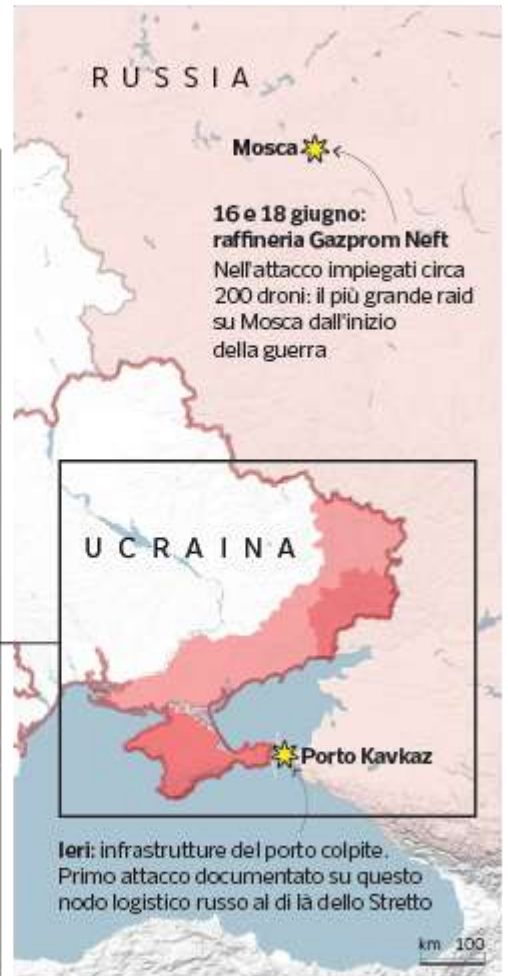 RUSSIA
Mosca
16 e 18 giugno:
raffineria Gazprom Neft
Nell'attacco impiegati circa
200 droni: il più grande raid
su Mosca dall'inizio
della guerra
UCRAINA
Porto Kavkaz
Ieri: infrastrutture del porto colpite.
Primo attacco documentato su questo
nodo logistico russo al di là dello Stretto
km 100